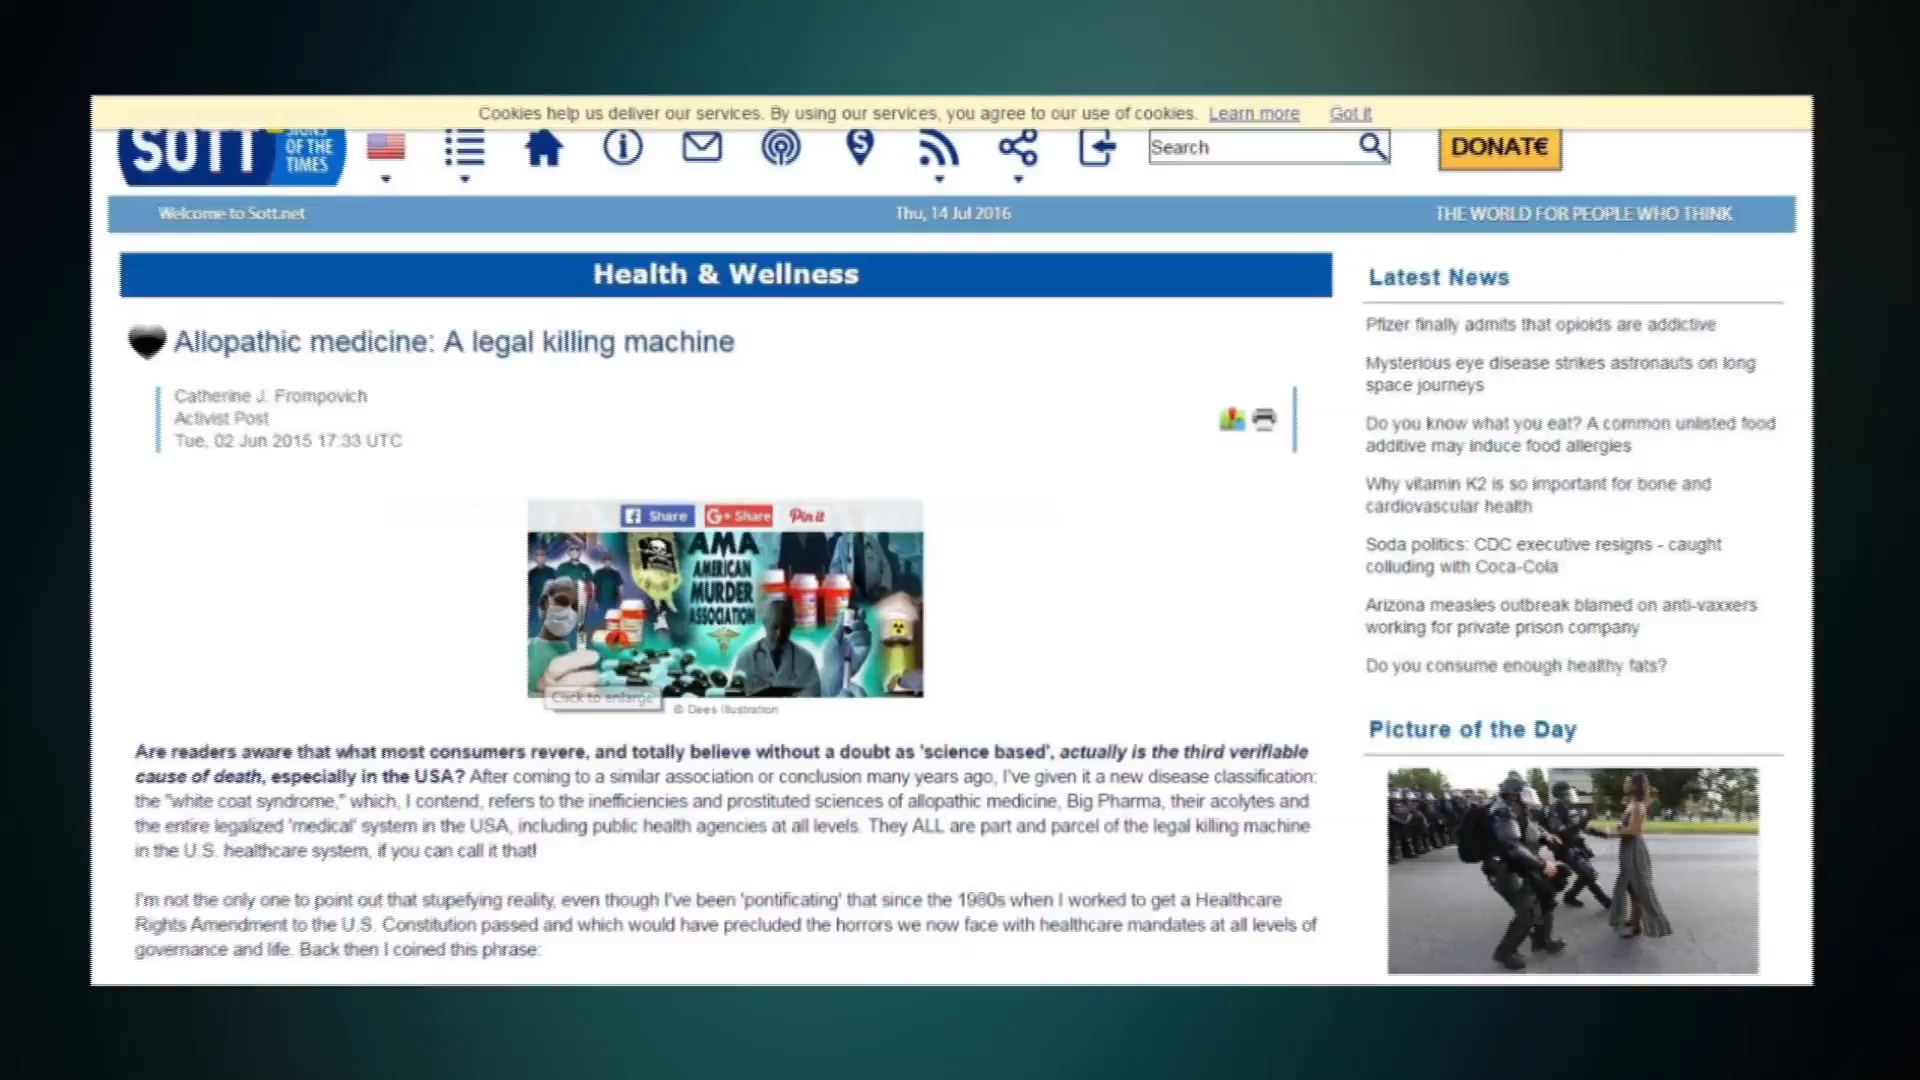 Cookies help us deliver our services. By using our services, you agree to our use of cookies. Learn more Got it
SOTT SIGNS
OF THE
TIMES
Search
DONAT€
Welcome to Sott.net
Thu, 14 Jul 2016
THE WORLD FOR PEOPLE WHO THINK
Health & Wellness
Allopathic medicine: A legal killing machine
Catherine J. Frompovich
Activist Post
Tue, 02 Jun 2015 17:33 UTC
Share
G+ Share
Pin it
AMA
AMERICAN
MURDER
ASSOCIATION
Click to enlarge
© Dees Illustration
Are readers aware that what most consumers revere, and totally believe without a doubt as 'science based', actually is the third verifiable
cause of death, especially in the USA? After coming to a similar association or conclusion many years ago, I've given it a new disease classification:
the "white coat syndrome," which, I contend, refers to the inefficiencies and prostituted sciences of allopathic medicine, Big Pharma, their acolytes and
the entire legalized 'medical' system in the USA, including public health agencies at all levels. They ALL are part and parcel of the legal killing machine
in the U.S. healthcare system, if you can call it that!
I'm not the only one to point out that stupefying reality, even though I've been 'pontificating' that since the 1980s when I worked to get a Healthcare
Rights Amendment to the U.S. Constitution passed and which would have precluded the horrors we now face with healthcare mandates at all levels of
governance and life. Back then I coined this phrase:
Latest News
Pfizer finally admits that opioids are addictive
Mysterious eye disease strikes astronauts on long
space journeys
Do you know what you eat? A common unlisted food
additive may induce food allergies
Why vitamin K2 is so important for bone and
cardiovascular health
Soda politics: CDC executive resigns - caught
colluding with Coca-Cola
Arizona measles outbreak blamed on anti-vaxxers
working for private prison company
Do you consume enough healthy fats?
Picture of the Day